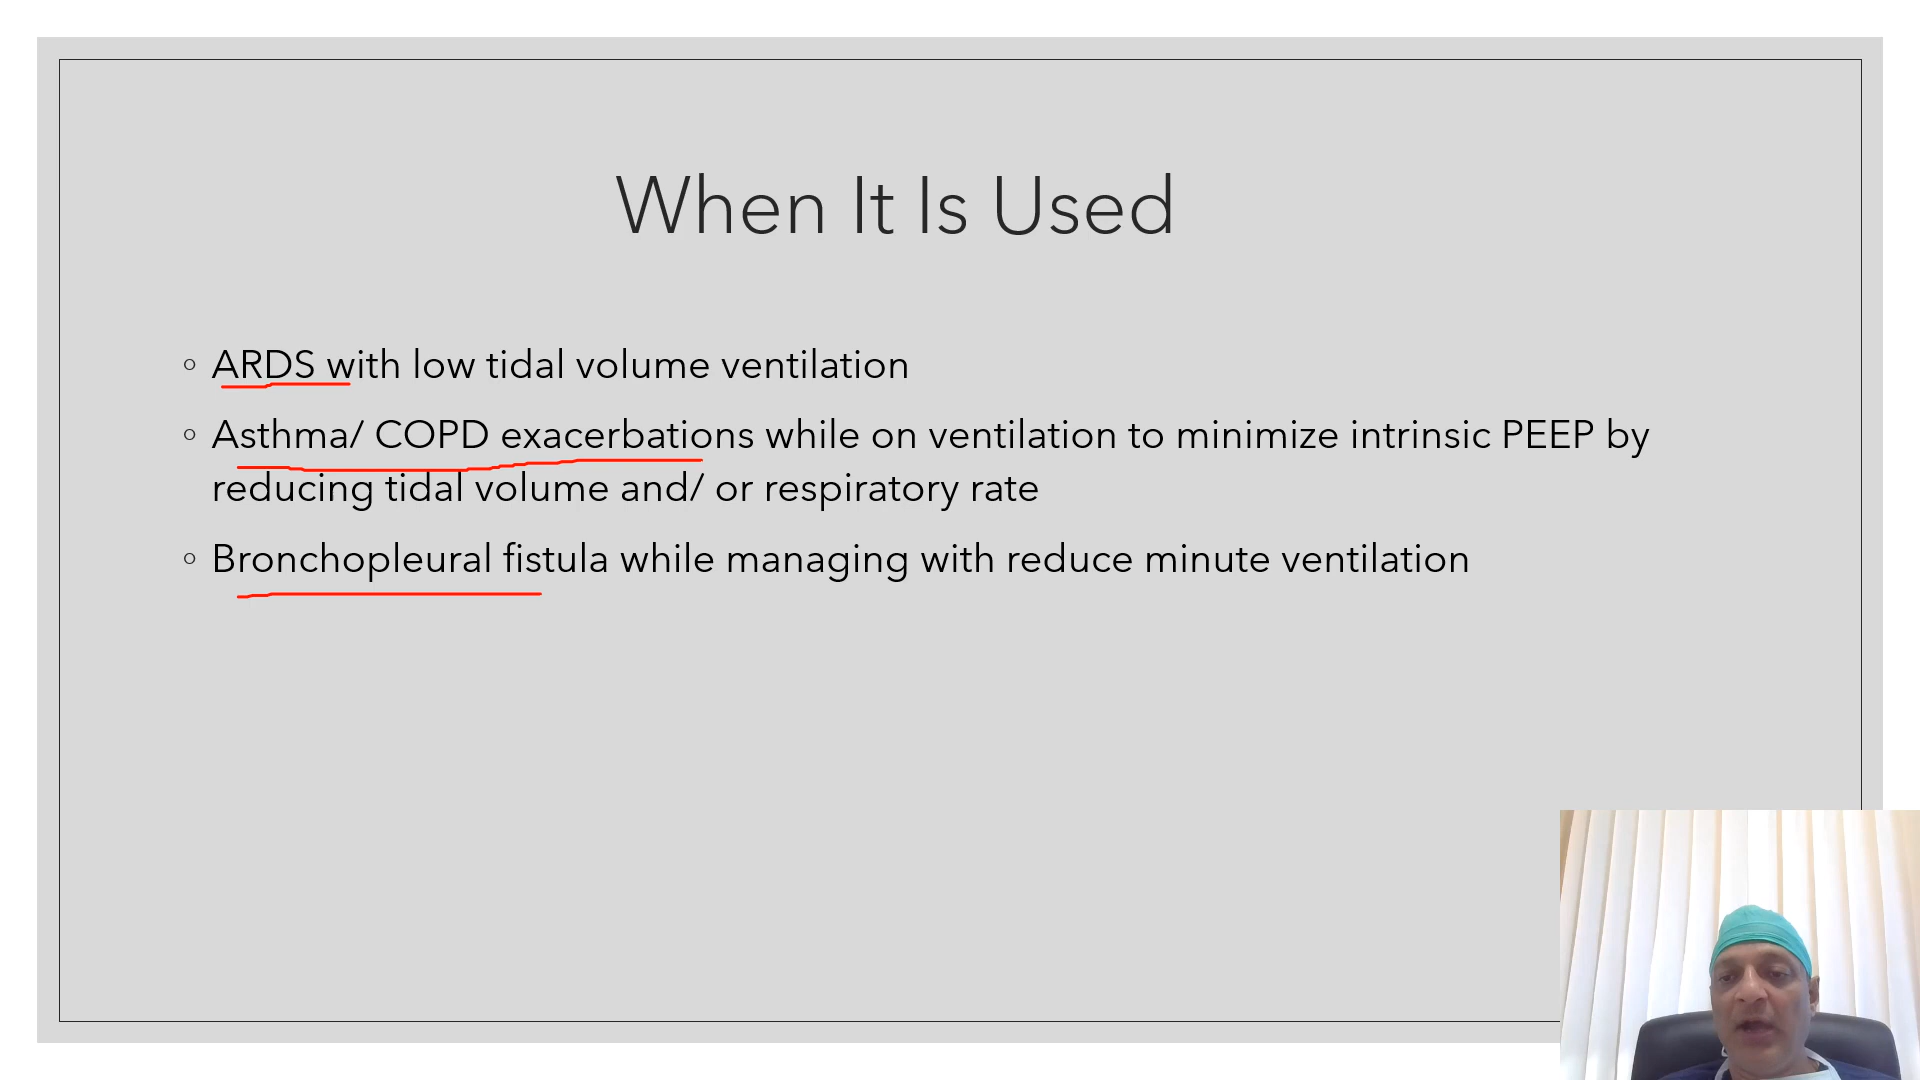 When It Is Used
◦ ARDS with low tidal volume ventilation
◦ Asthma/ COPD exacerbations while on ventilation to minimize intrinsic PEEP by
reducing tidal volume and/ or respiratory rate
◦ Bronchopleural fistula while managing with reduce minute ventilation